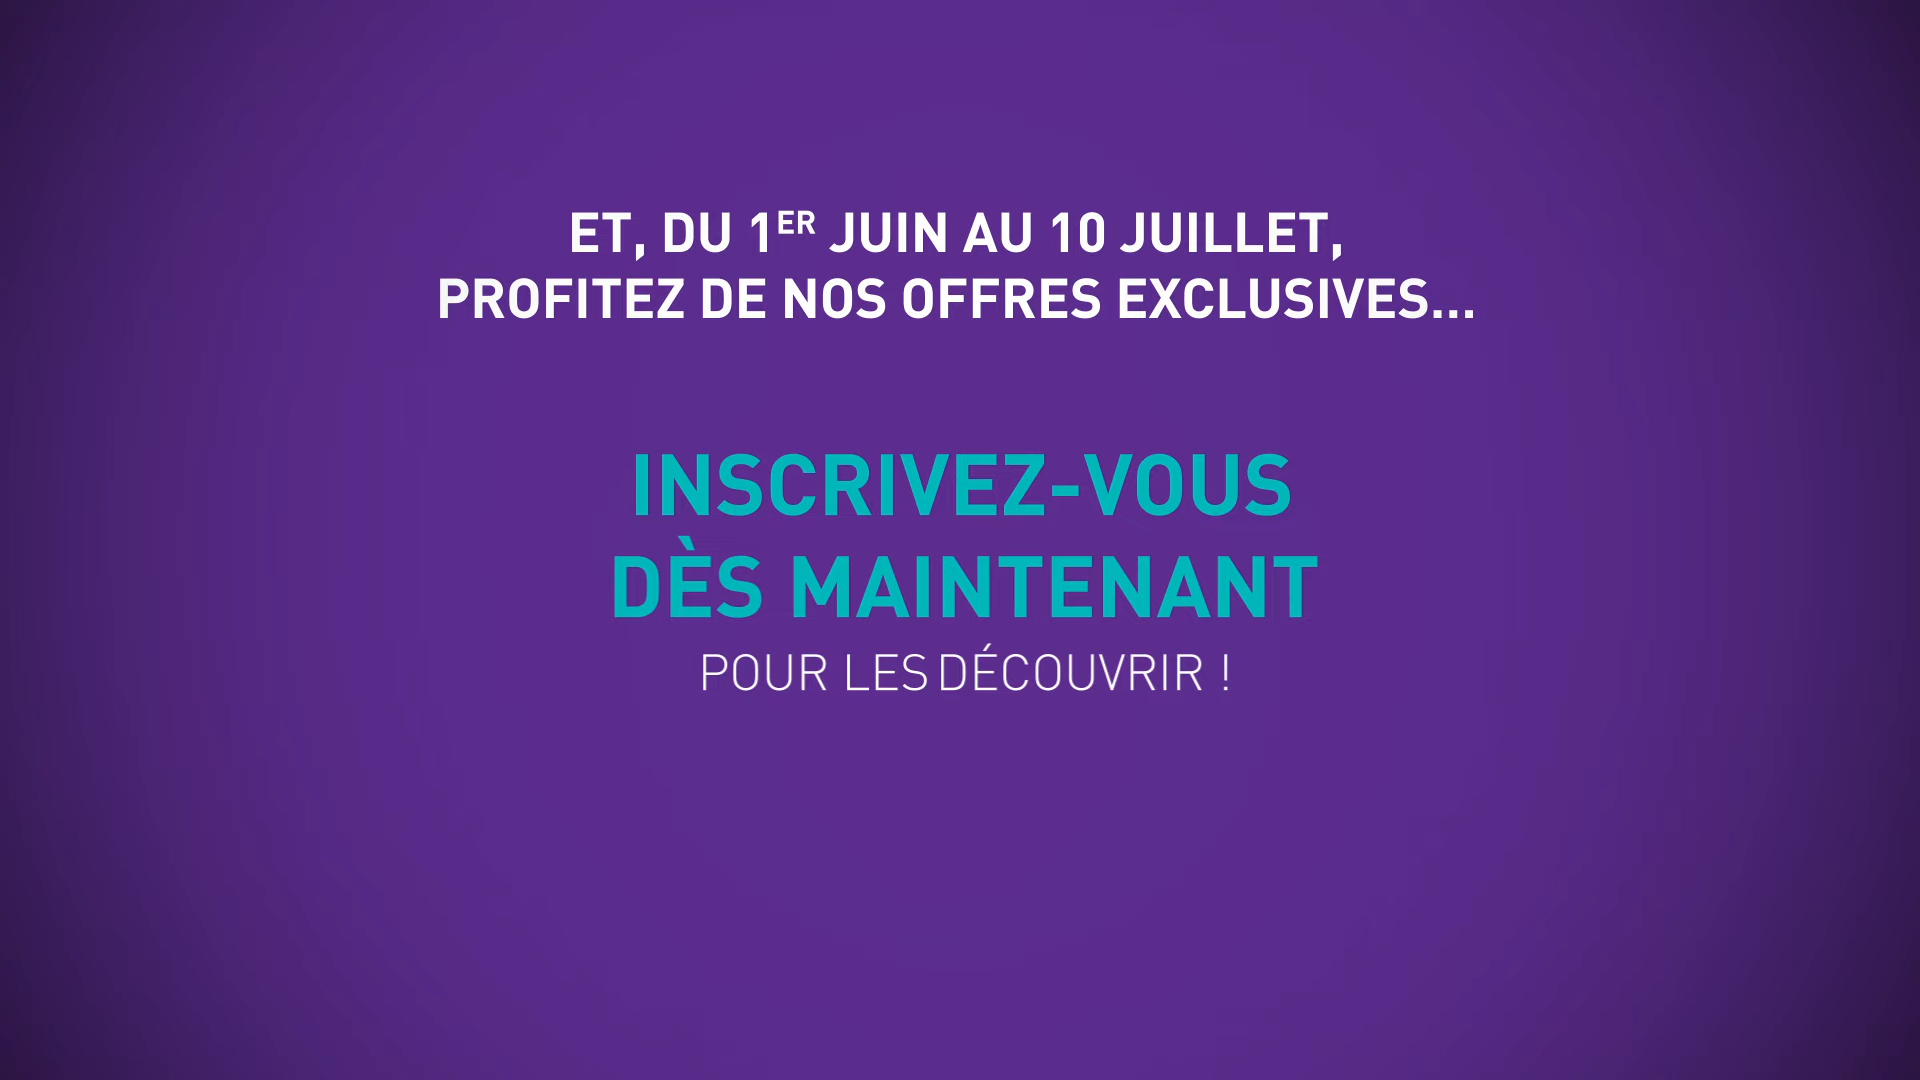 ET, DU 1ER JUIN AU 10 JUILLET,
PROFITEZ DE NOS OFFRES EXCLUSIVES...
INSCRIVEZ-VOUS
DÈS MAINTENANT
POUR LES DÉCOUVRIR !